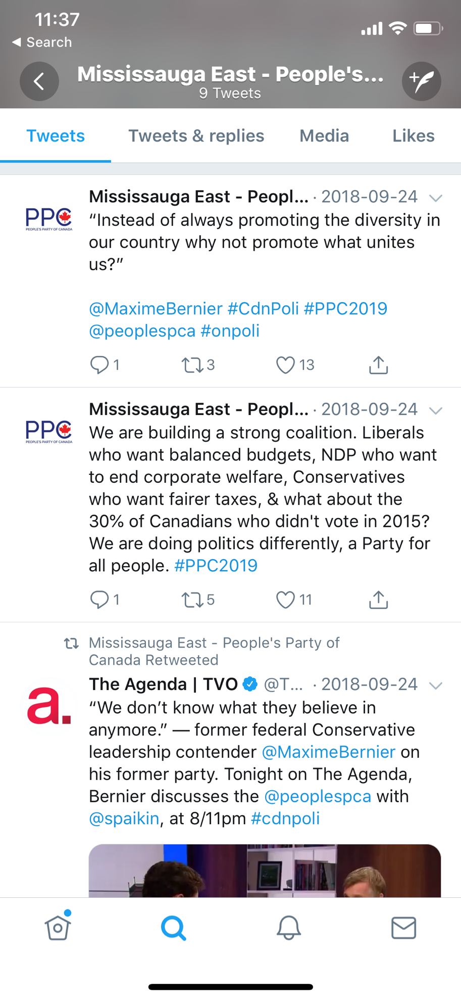 11:37
◀ Search
Mississauga East - People's...
9 Tweets
Tweets
Tweets & replies
Media
Likes
Mississauga East - Peopl... · 2018-09-24
PPC
PEOPLE'S PARTY OF CANADA
“Instead of always promoting the diversity in
our country why not promote what unites
us?”
@MaximeBernier #CdnPoli #PPC2019
@peoplespca #onpoli
1
3
13
Mississauga East - Peopl... · 2018-09-24
PPC
PEOPLE'S PARTY OF CANADA
We are building a strong coalition. Liberals
who want balanced budgets, NDP who want
to end corporate welfare, Conservatives
who want fairer taxes, & what about the
30% of Canadians who didn't vote in 2015?
We are doing politics differently, a Party for
all people. #PPC2019
1
5
11
Mississauga East - People's Party of
Canada Retweeted
The Agenda | TVO @T... · 2018-09-24
a.
“We don’t know what they believe in
anymore.” — former federal Conservative
leadership contender @MaximeBernier on
his former party. Tonight on The Agenda,
Bernier discusses the @peoplespca with
@spaikin, at 8/11pm #cdnpoli